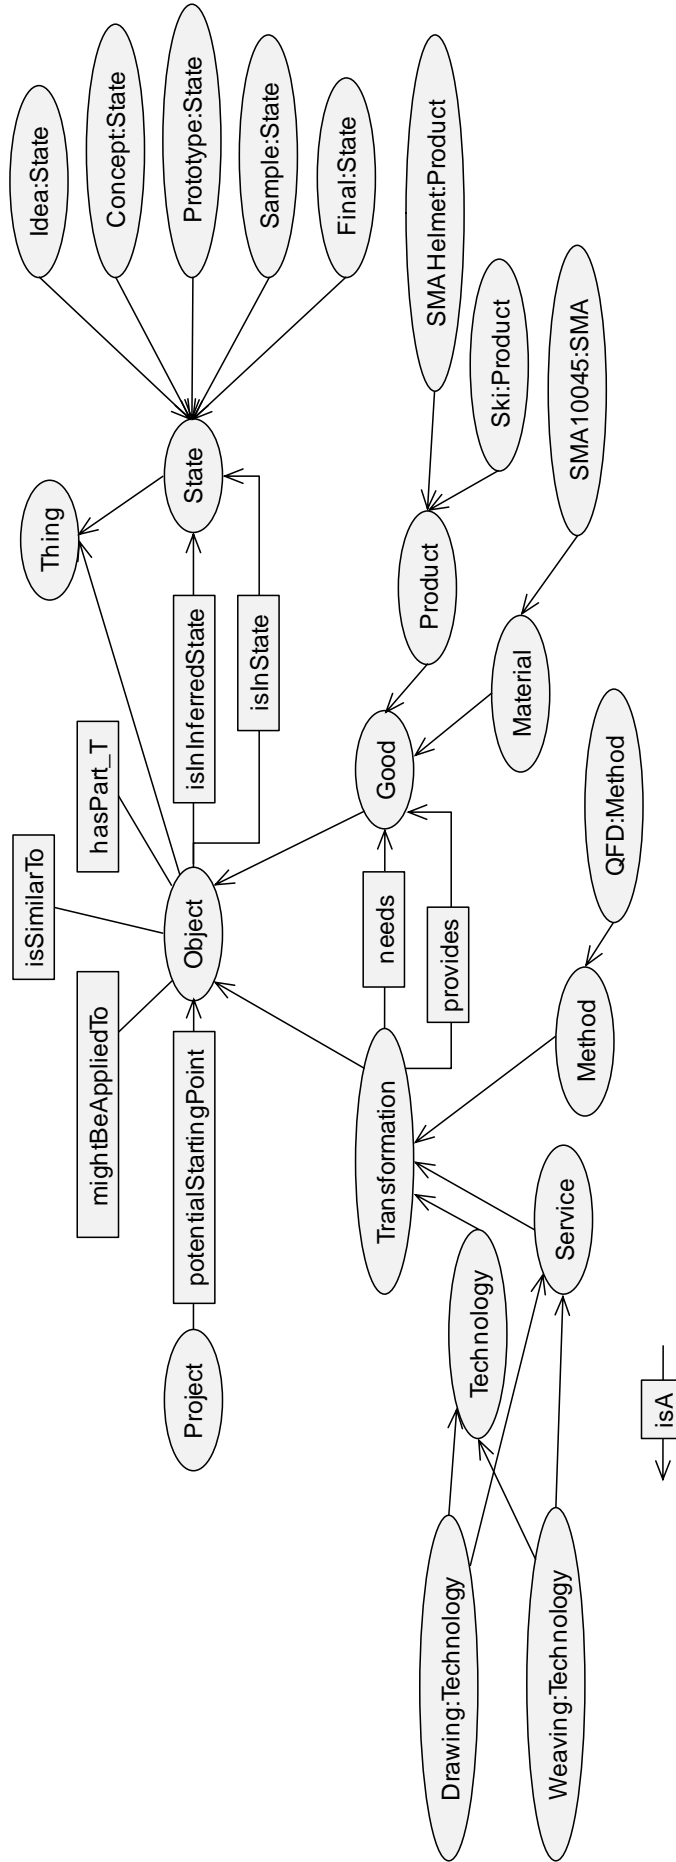 Thing
Idea:State
Concept:State
Prototype:State
Sample:State
Final:State
State
isSimilarTo
hasPart_T
mightBeAppliedTo
isInInferredState
isInState
Object
potentialStartingPoint
Project
Good
needs
provides
Transformation
Product
SMAHelmet:Product
Ski:Product
Material
SMA10045:SMA
Method
QFD:Method
Technology
Service
Drawing:Technology
Weaving:Technology
isA